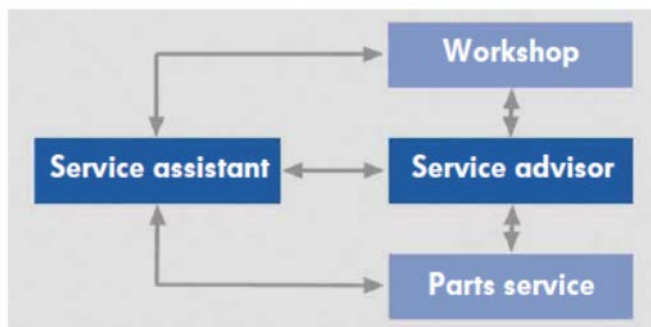 Workshop
Service assistant
Service advisor
Parts service